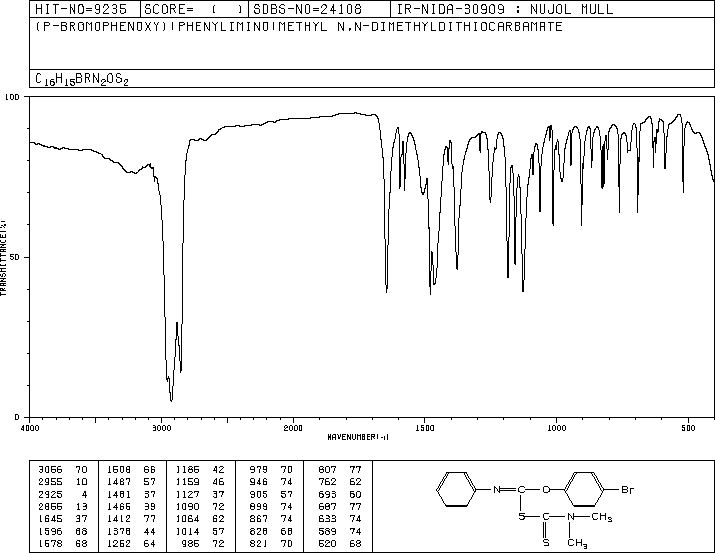 HIT-NO=9235 SCORE= ( ) SDBS-NO=24108 IR-NIDA-30909 : NUJOL MULL
(P-BROMOPHENOXY)(PHENYLIMINO)METHYL N,N-DIMETHYLDITHIOCARBAMATE
C16H15BRN2OS2
100
50
0
TRANSMITTANCE(%)
4000 3000 2000 1500 1000 500
WAVENUMBER(-1)
3066 70 1508 66 1186 42 979 70 807 77
2955 10 1487 57 1159 46 946 74 762 62
2925 4 1481 37 1127 37 905 57 693 60
2855 13 1466 39 1090 72 899 74 687 77
1645 37 1412 77 1064 62 867 74 633 74
1596 68 1378 44 1014 57 828 68 589 74
1578 68 1252 64 985 72 821 70 520 68
N C O Br
S C N CH3
S CH3